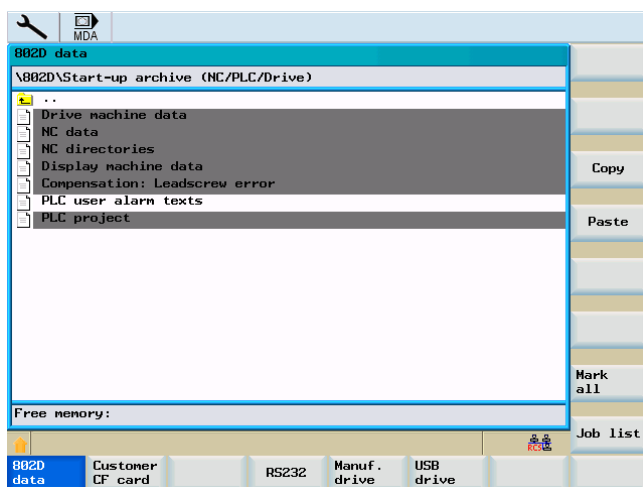 MDA
802D data
\802D\Start-up archive (NC/PLC/Drive)
..
Drive machine data
NC data
NC directories
Display machine data
Compensation: Leadscrew error
PLC user alarm texts
PLC project
Free memory:
Copy
Paste
Mark
all
Job list
RCS
802D
data
Customer
CF card
RS232
Manuf.
drive
USB
drive